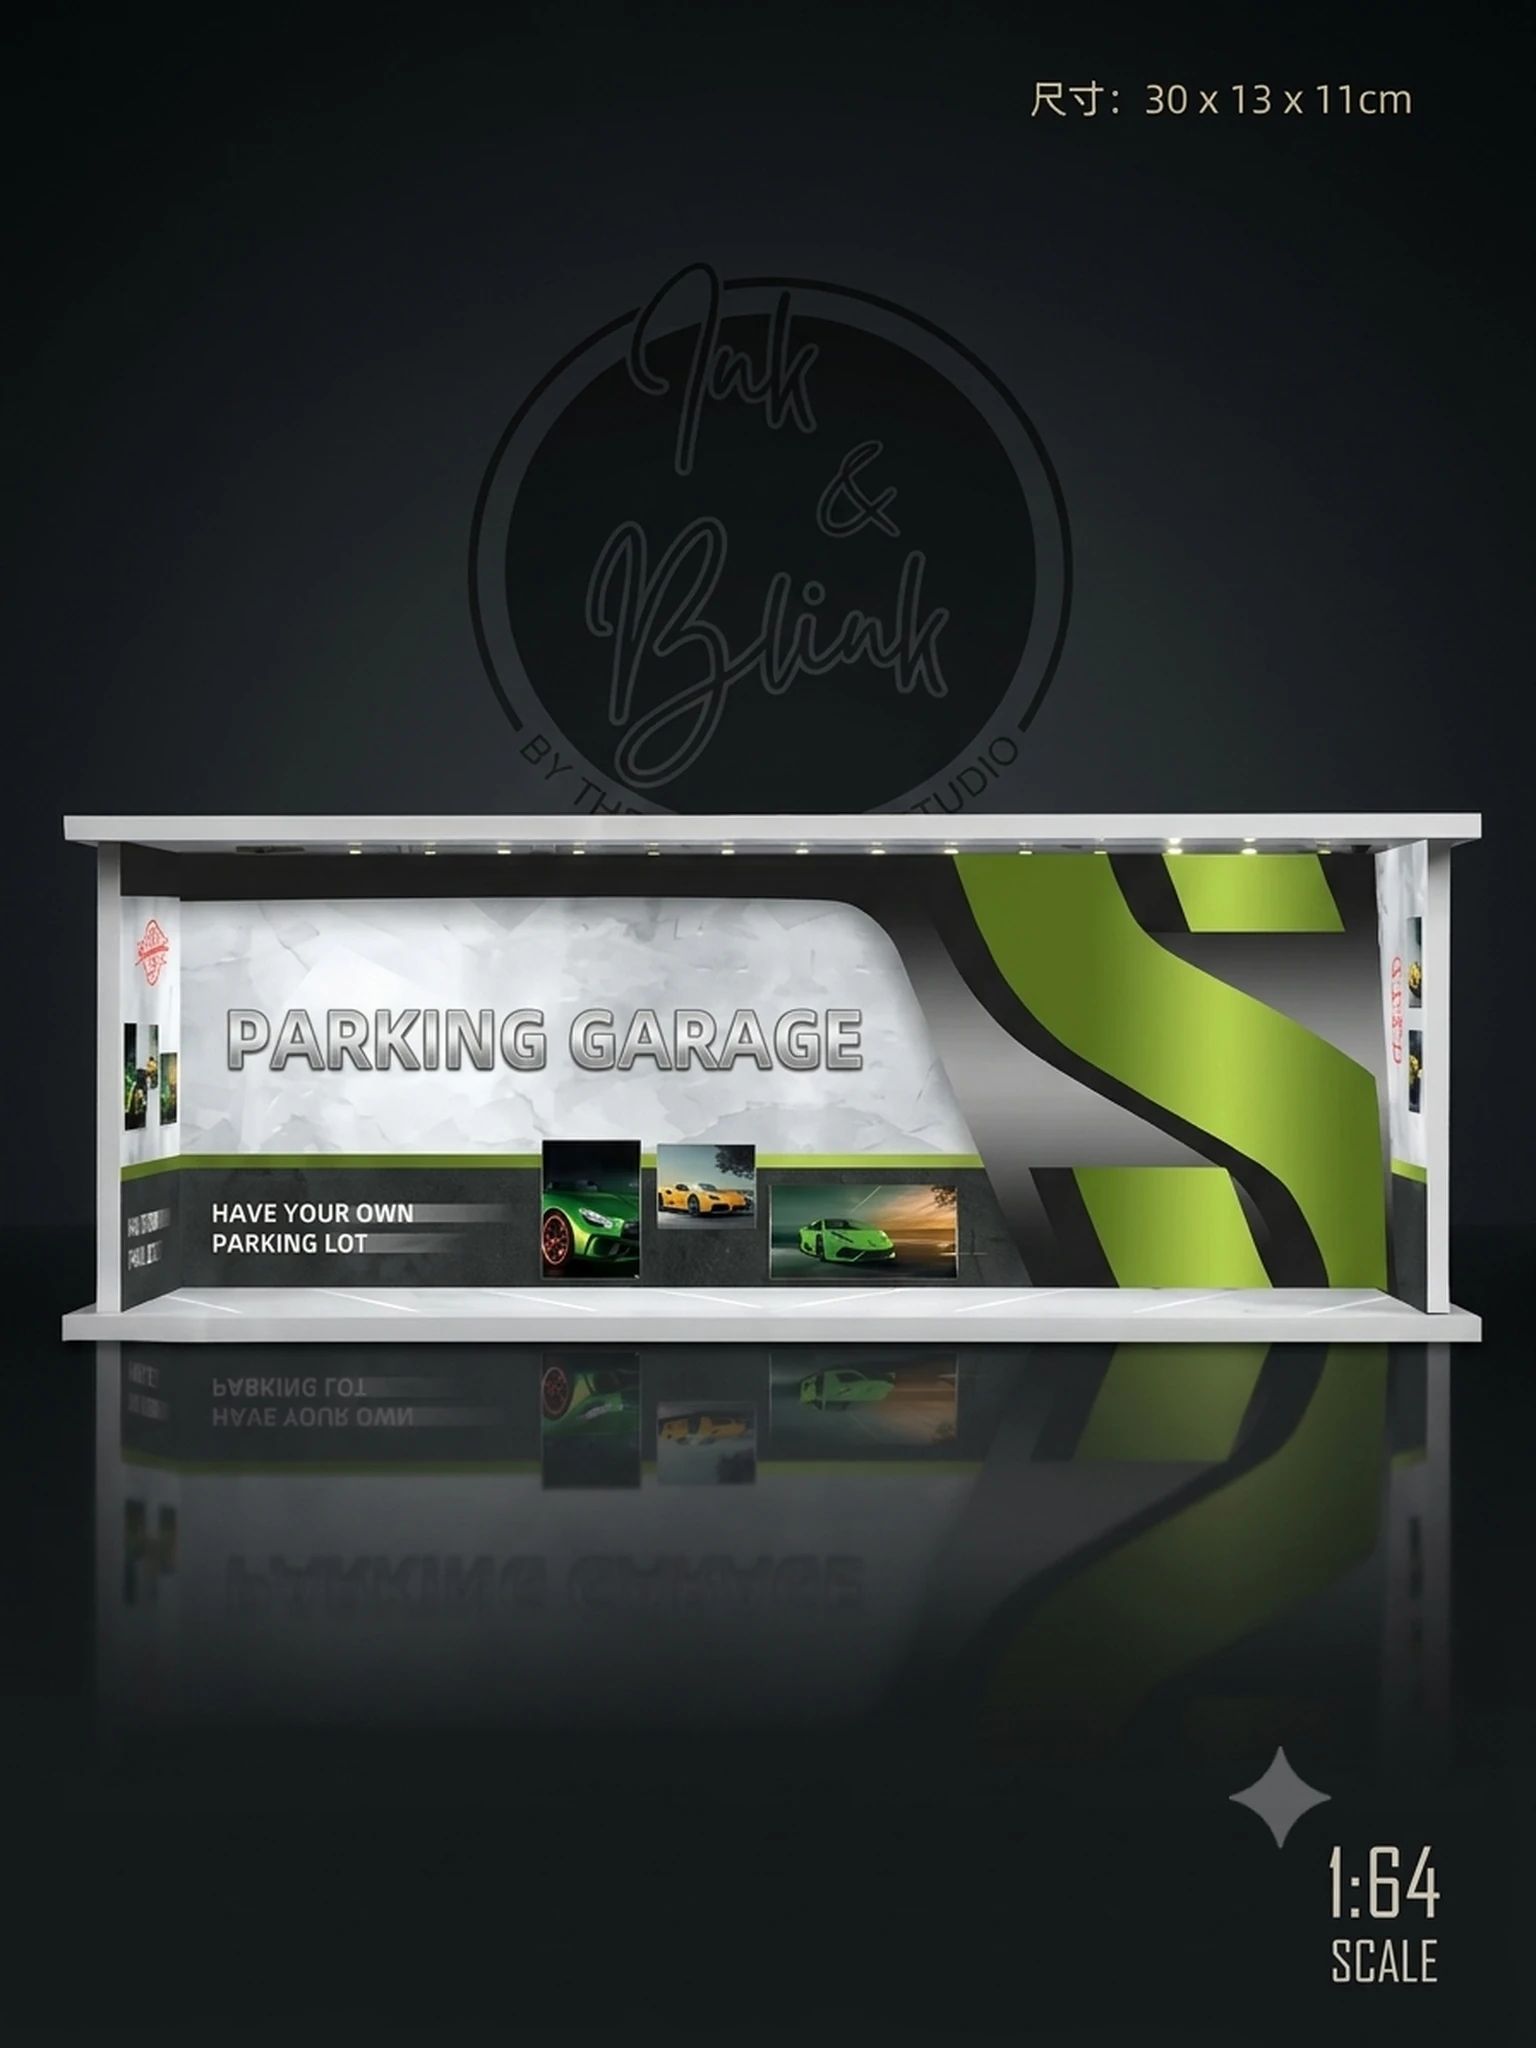 尺寸：30 x 13 x 11cm
Ink
&
Blink
BY THE
STUDIO
PARKING GARAGE
HAVE YOUR OWN
PARKING LOT
1:64
SCALE